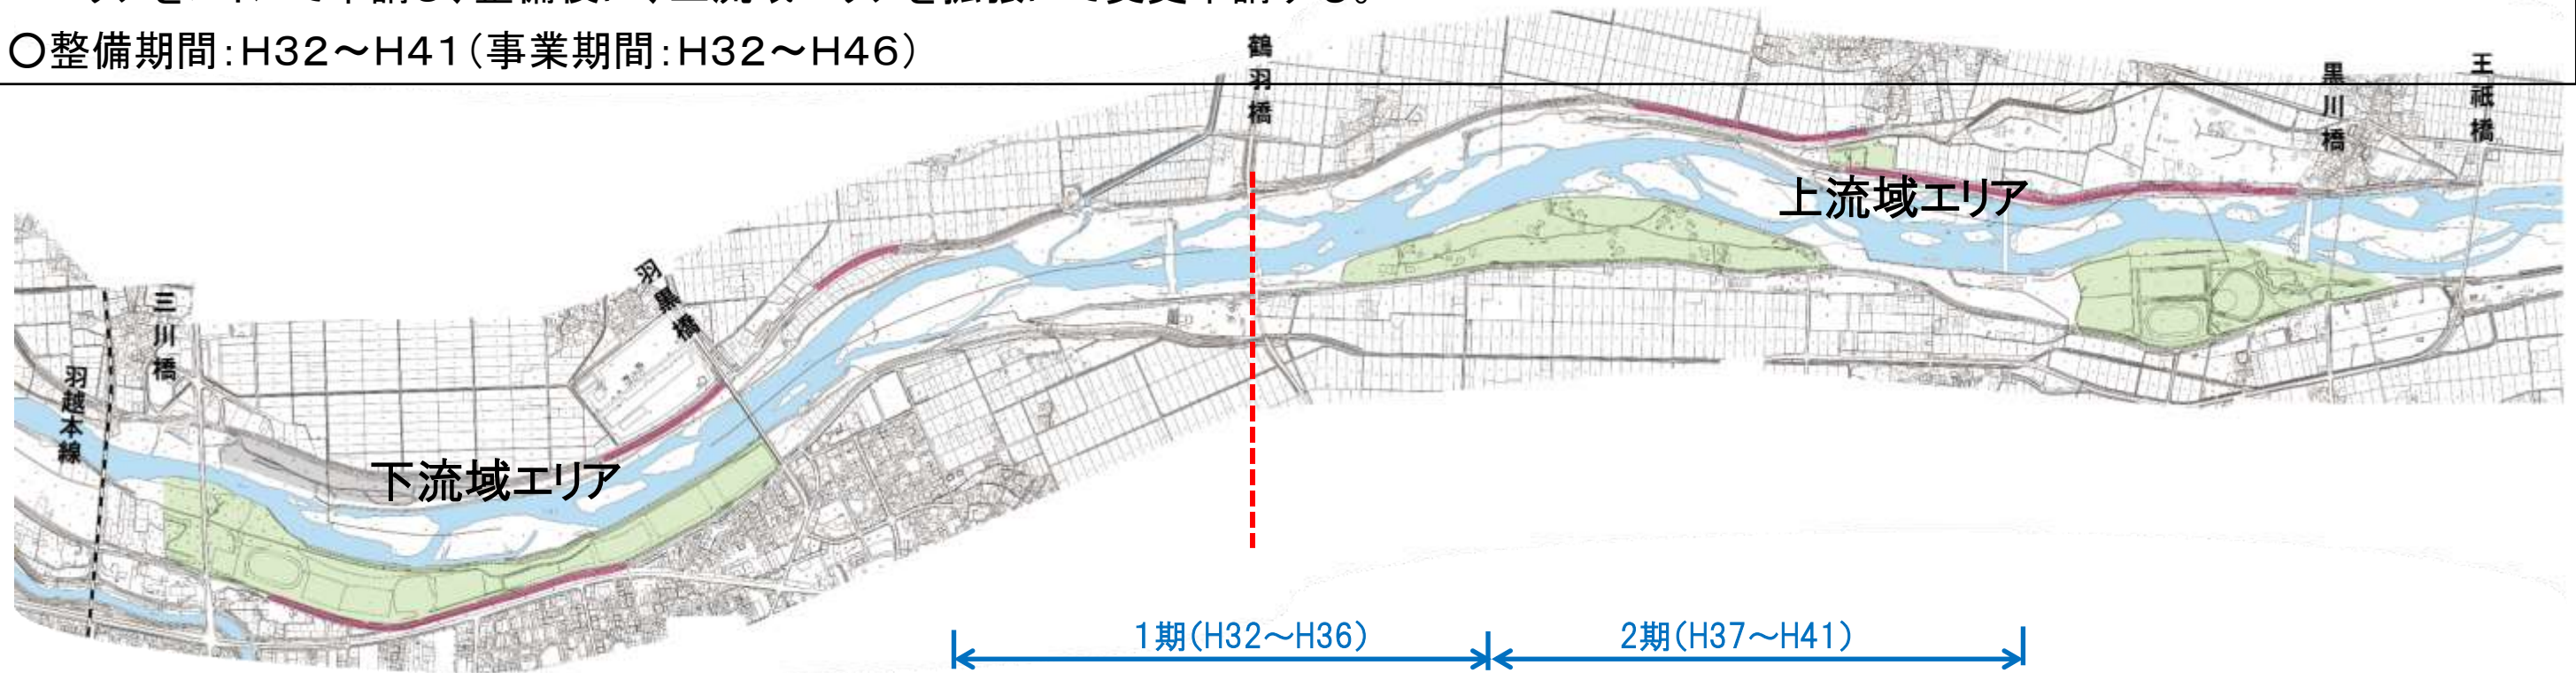 ○整備期間：H32～H41（事業期間：H32～H46）
鶴羽橋
黒川橋
王祇橋
上流域エリア
羽黒橋
三川橋
羽越本線
下流域エリア
1期(H32～H36)
2期(H37～H41)